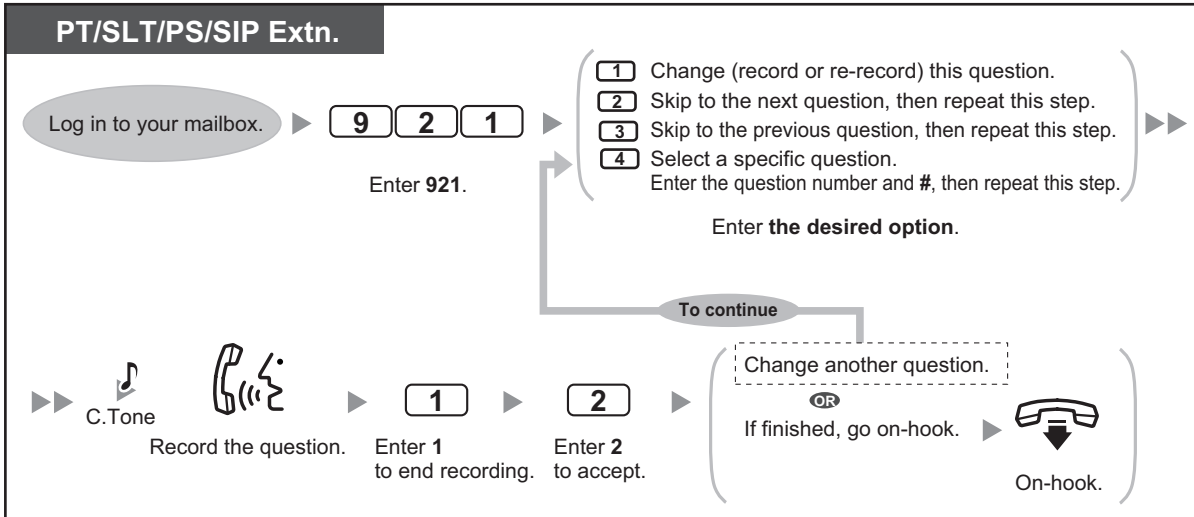 PT/SLT/PS/SIP Extn.
Log in to your mailbox.
9 2 1
Enter 921.
1 Change (record or re-record) this question.
2 Skip to the next question, then repeat this step.
3 Skip to the previous question, then repeat this step.
4 Select a specific question.
Enter the question number and #, then repeat this step.
Enter the desired option.
To continue
C.Tone
Record the question.
1
Enter 1
to end recording.
2
Enter 2
to accept.
Change another question.
OR
If finished, go on-hook.
On-hook.